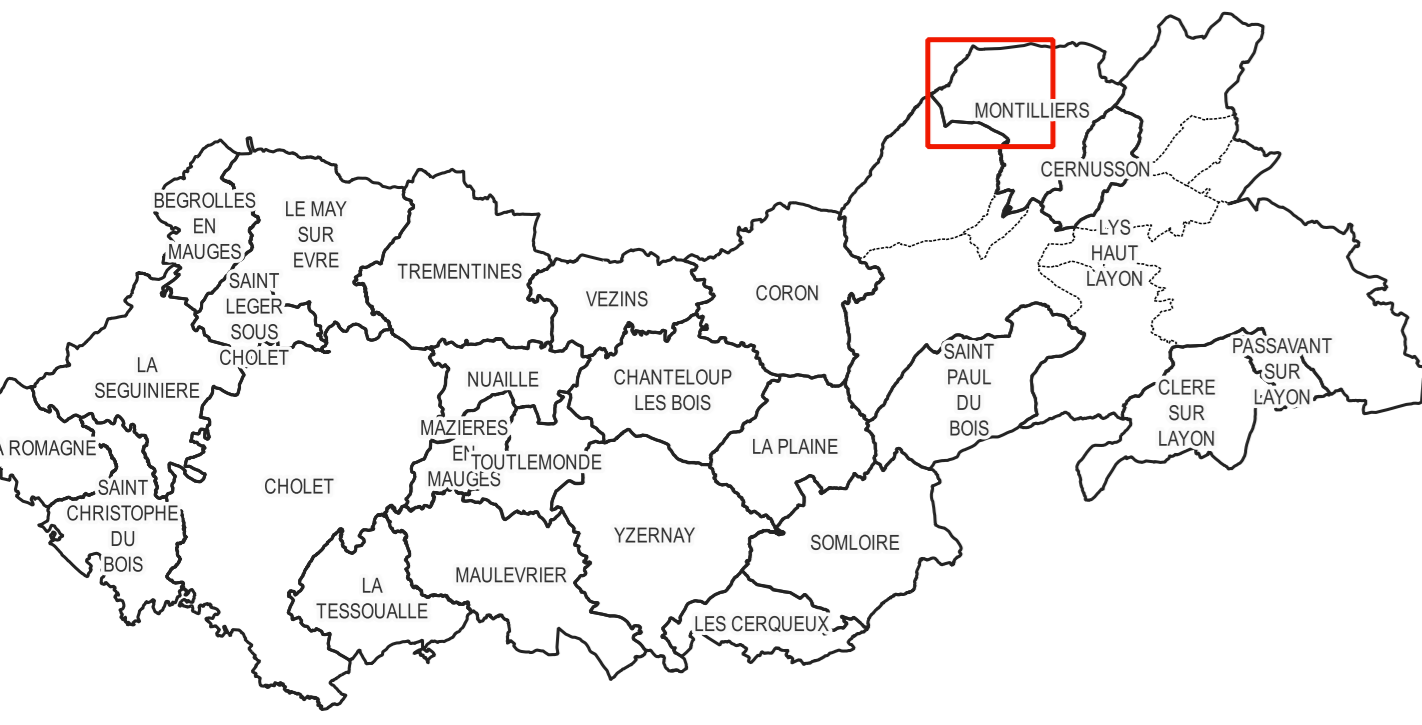 MONTILLIERS
CERNUSSON
BEGROLLES
EN
MAUGES
LE MAY
SUR
EVRE
LYS
HAUT
LAYON
TREMENTINES
SAINT
LEGER
SOUS
CHOLET
VEZINS
CORON
LA
SEGUINIERE
NUAILLE
CHANTELOUP
LES BOIS
SAINT
PAUL
DU
BOIS
PASSAVANT
SUR
LAYON
CLERE
SUR
LAYON
MAZIERES
EN
MAUGES
TOUTLEMONDE
LA PLAINE
A ROMAGNE
SAINT
CHRISTOPHE
DU
BOIS
CHOLET
YZERNAY
SOMLOIRE
LA
TESSOUALLE
MAULEVRIER
LES CERQUEUX